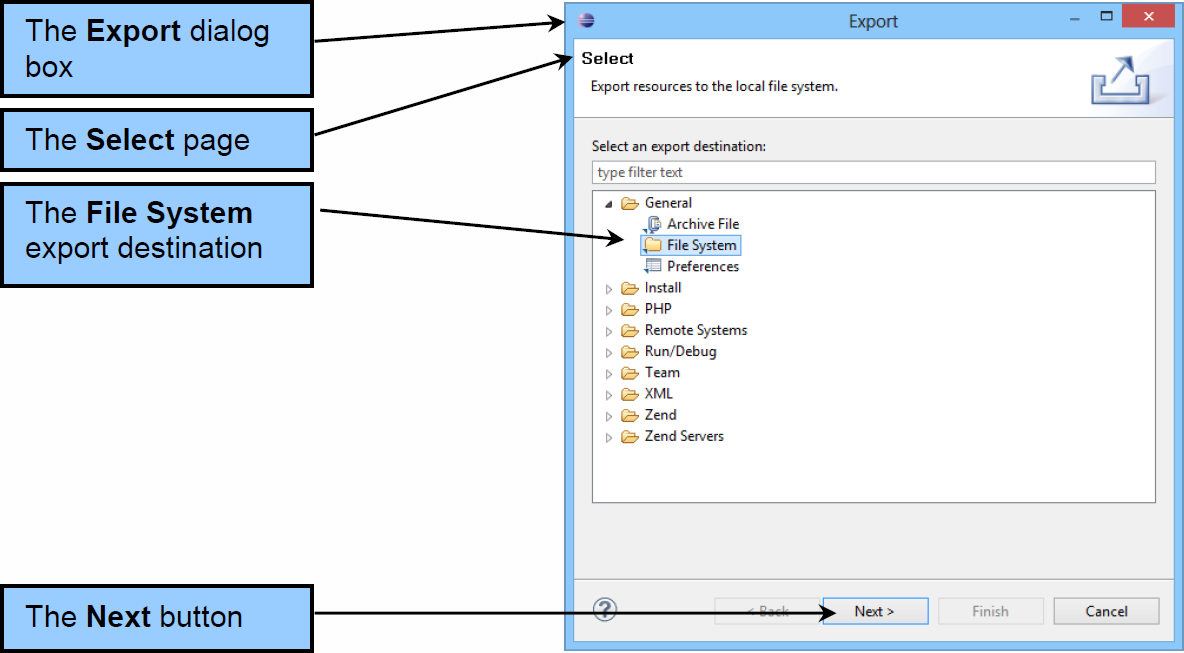 The Export dialog
box
The Select page
The File System
export destination
The Next button
Export
Select
Export resources to the local file system.
Select an export destination:
type filter text
General
Archive File
File System
Preferences
Install
PHP
Remote Systems
Run/Debug
Team
XML
Zend
Zend Servers
? < Back Next > Finish Cancel